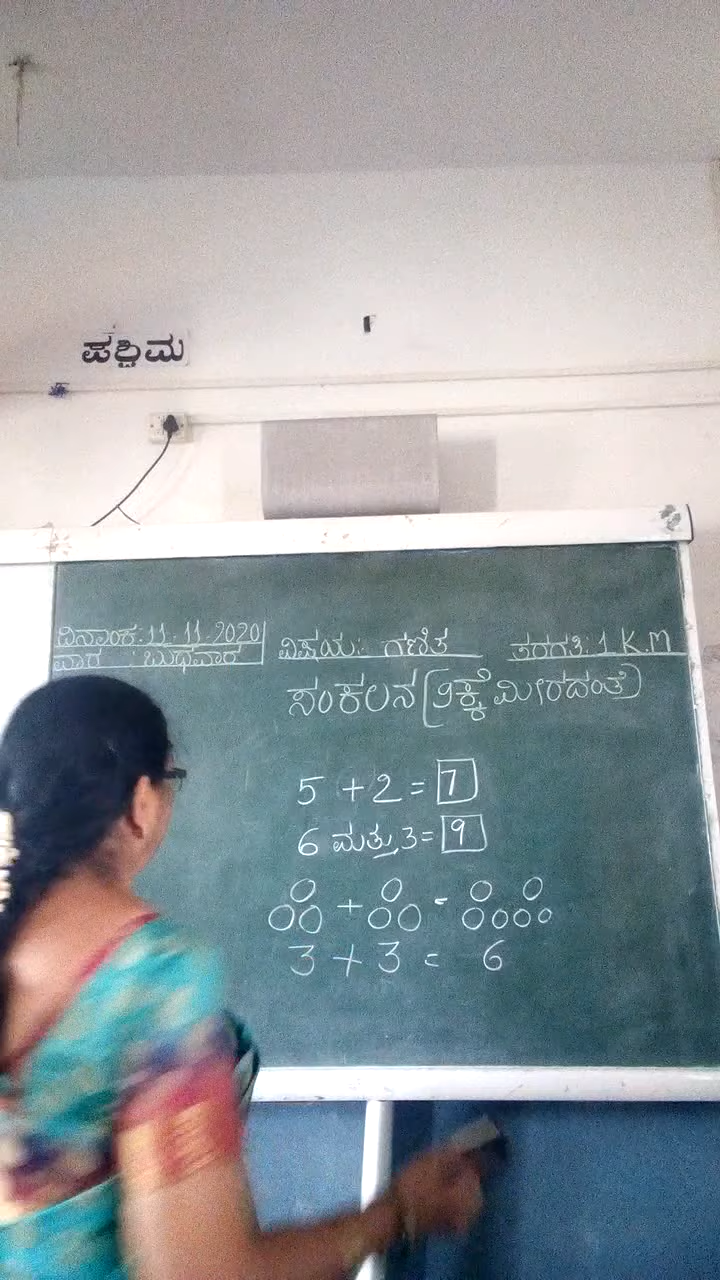 ಪಶ್ಚಿಮ
ದಿನಾಂಕ:11-11-2020 ವಿಷಯ: ಗಣಿತ ತರಗತಿ: 1 K.M
ವಾರ : ಬುಧವಾರ
ಸಂಕಲನ (೨ಕ್ಕೆ ಮೀರದಂತೆ)
5 + 2 = 7
6 ಮತ್ತು 3 = 9
3 + 3 = 6